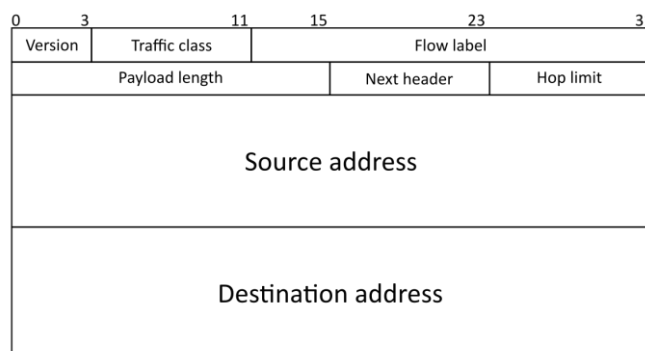 0 3 11 15 23 3
Version Traffic class Flow label
Payload length Next header Hop limit
Source address
Destination address